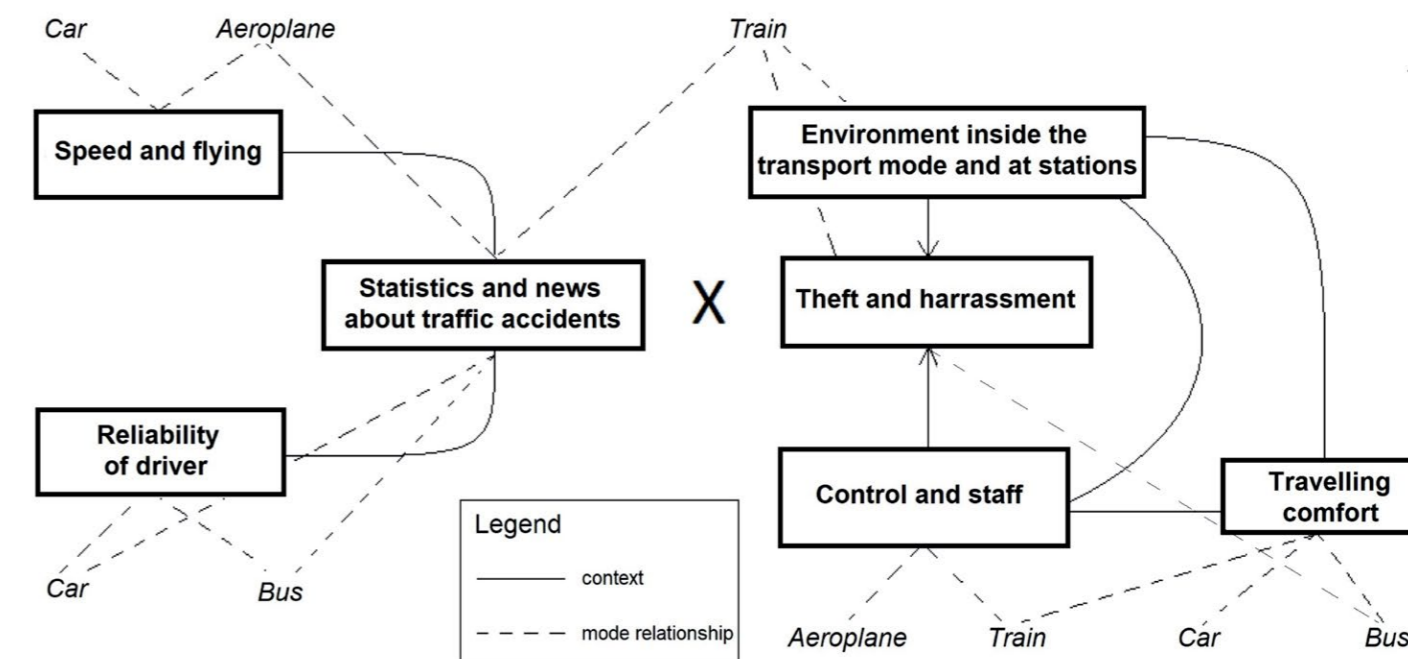 Car
Aeroplane
Train
Speed and flying
Environment inside the
transport mode and at stations
Statistics and news
about traffic accidents
X
Theft and harrassment
Reliability
of driver
Control and staff
Travelling
comfort
Legend
context
mode relationship
Car
Bus
Aeroplane
Train
Car
Bus